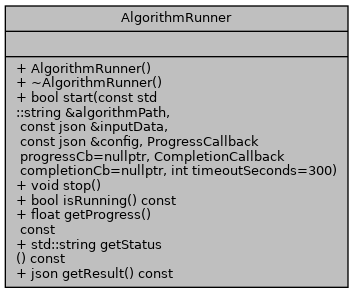 AlgorithmRunner
+ AlgorithmRunner()
+ ~AlgorithmRunner()
+ bool start(const std
::string &algorithmPath,
const json &inputData,
const json &config, ProgressCallback
progressCb=nullptr, CompletionCallback
completionCb=nullptr, int timeoutSeconds=300)
+ void stop()
+ bool isRunning() const
+ float getProgress()
const
+ std::string getStatus
() const
+ json getResult() const